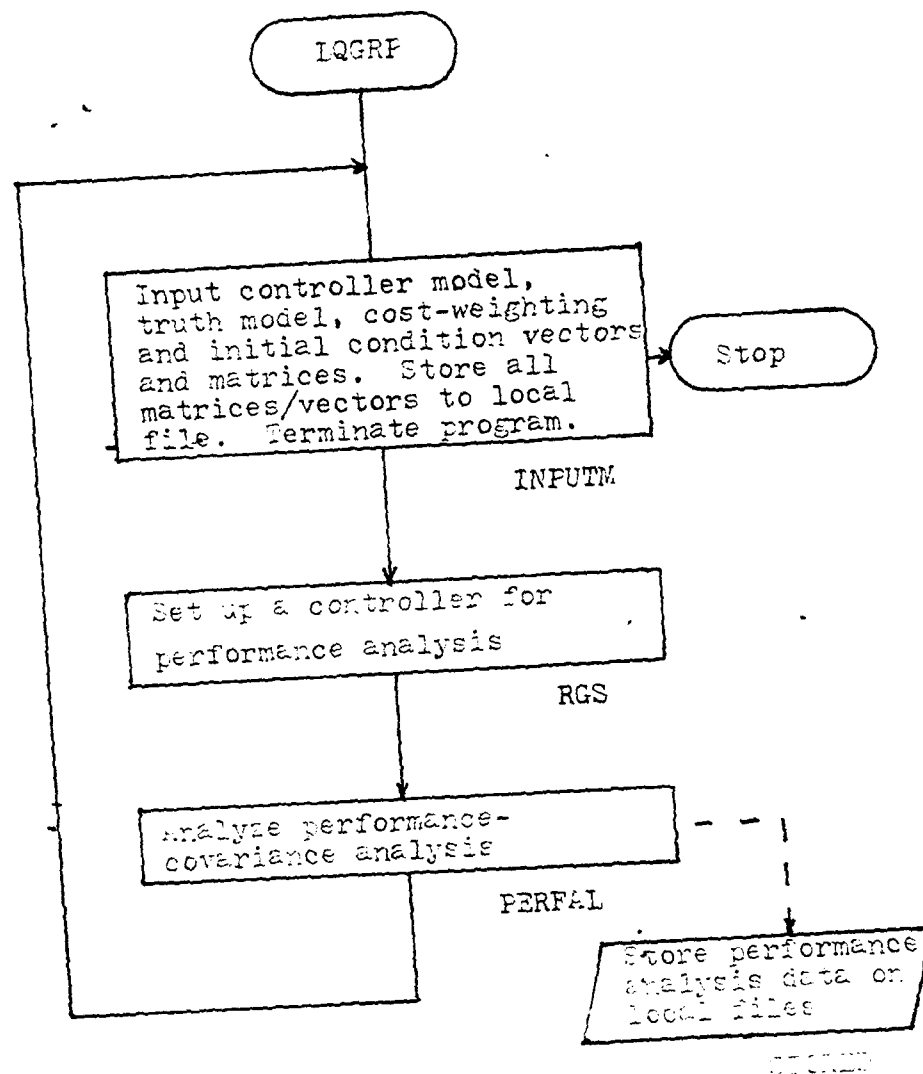 LQGRP
Input controller model,
truth model, cost-weighting
and initial condition vectors
and matrices. Store all
matrices/vectors to local
file. Terminate program.
Stop
INPUTM
Set up a controller for
performance analysis
RGS
Analyze performance-
covariance analysis
PERFAL
Store performance
analysis data on
local files